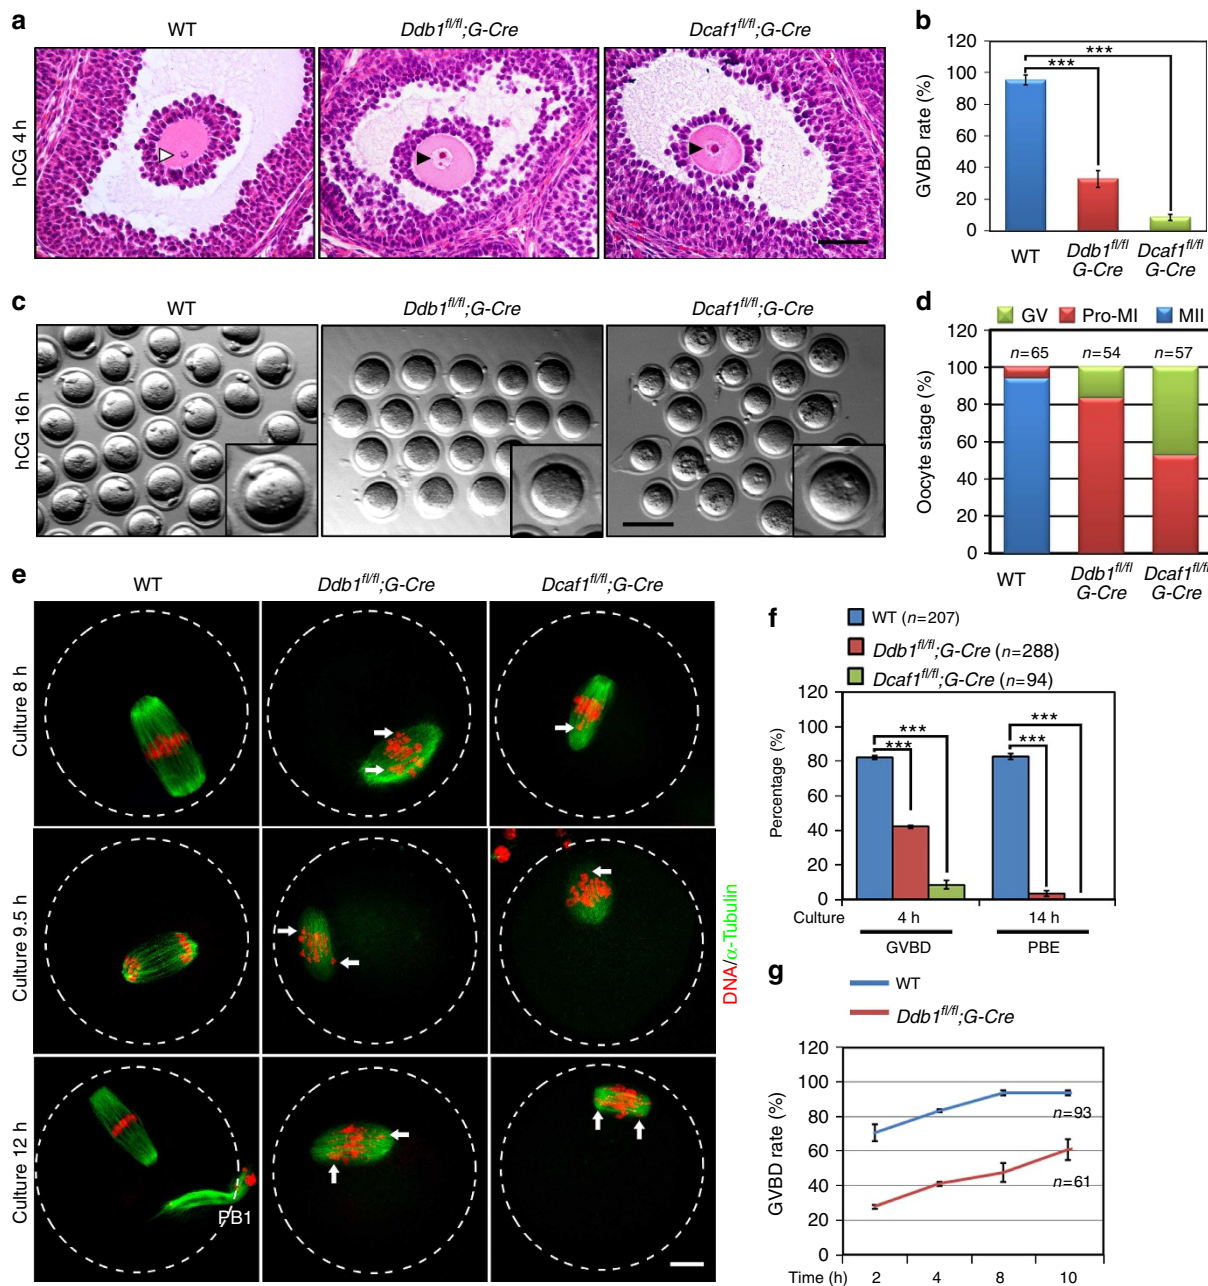 a
WT
Ddb1fl/fl;G-Cre
Dcaf1fl/fl;G-Cre
hCG 4 h
b
GVBD rate (%)
120
100
80
60
40
20
0
***
***
WT
Ddb1fl/fl G-Cre
Dcaf1fl/fl G-Cre
c
WT
Ddb1fl/fl;G-Cre
Dcaf1fl/fl;G-Cre
hCG 16 h
d
GV
Pro-MI
MII
Oocyte stage (%)
120
100
80
60
40
20
0
n=65
n=54
n=57
WT
Ddb1fl/fl G-Cre
Dcaf1fl/fl G-Cre
e
WT
Ddb1fl/fl;G-Cre
Dcaf1fl/fl;G-Cre
Culture 8 h
Culture 9.5 h
Culture 12 h
PB1
DNA/α-Tubulin
f
WT (n=207)
Ddb1fl/fl;G-Cre (n=288)
Dcaf1fl/fl;G-Cre (n=94)
Percentage (%)
120
100
80
60
40
20
0
***
***
***
***
Culture
4 h
14 h
GVBD
PBE
g
WT
Ddb1fl/fl;G-Cre
GVBD rate (%)
120
100
80
60
40
20
0
n=93
n=61
Time (h)
2
4
8
10